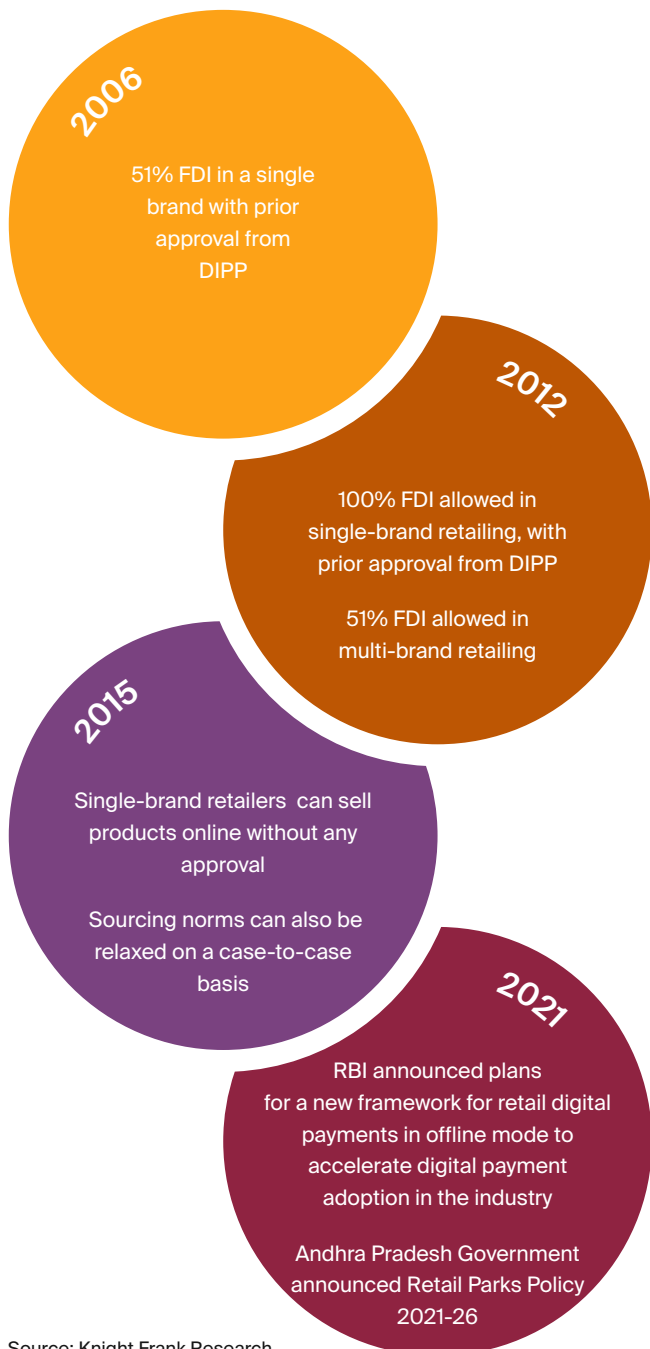 2006
51% FDI in a single
brand with prior
approval from
DIPP
2012
100% FDI allowed in
single-brand retailing, with
prior approval from DIPP
51% FDI allowed in
multi-brand retailing
2015
Single-brand retailers can sell
products online without any
approval
Sourcing norms can also be
relaxed on a case-to-case
basis
2021
RBI announced plans
for a new framework for retail digital
payments in offline mode to
accelerate digital payment
adoption in the industry
Andhra Pradesh Government
announced Retail Parks Policy
2021-26
Source: Knight Frank Research